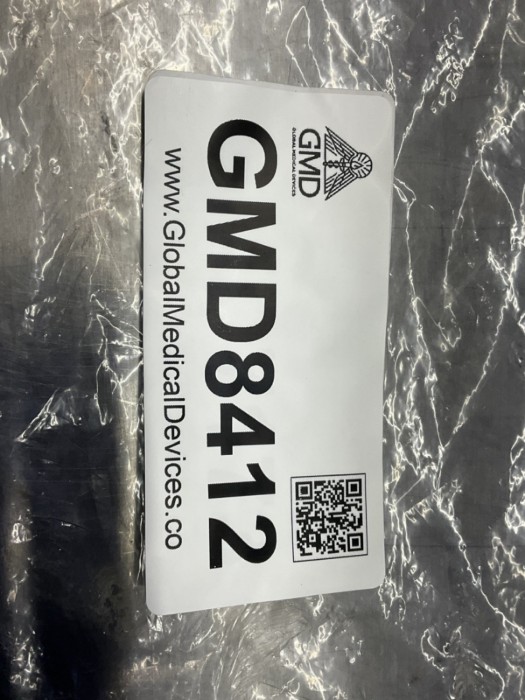 GMD
GLOBAL MEDICAL DEVICES
GMD8412
www.GlobalMedicalDevices.co